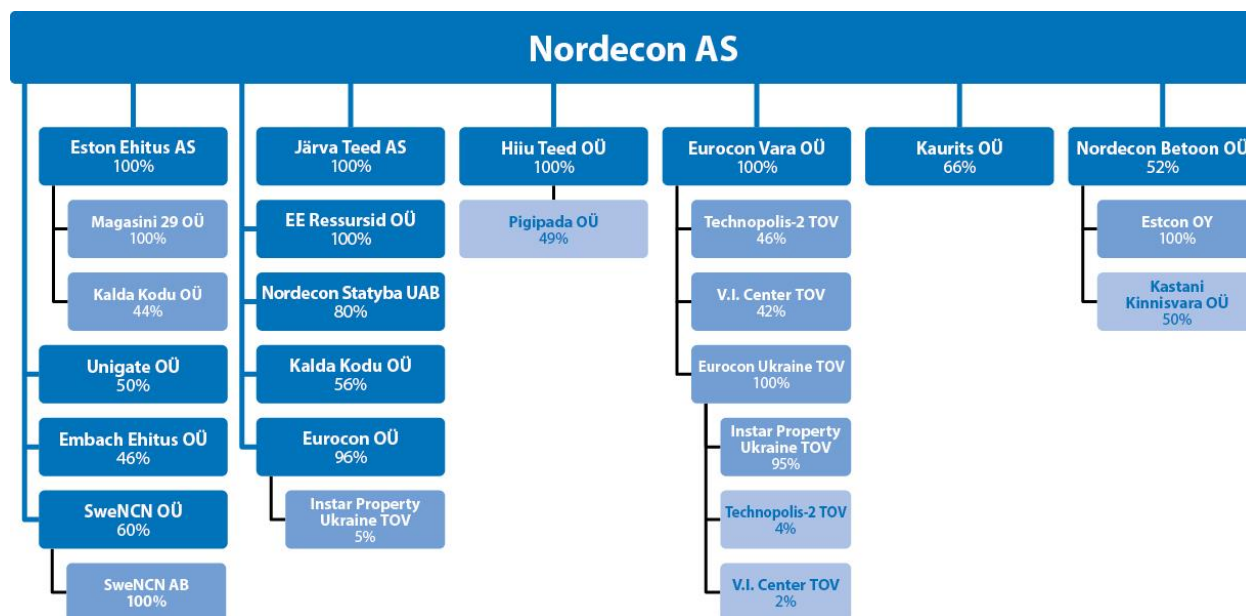 Nordecon AS
Eston Ehitus AS
100%
Magasini 29 OÜ
100%
Kalda Kodu OÜ
44%
Unigate OÜ
50%
Embach Ehitus OÜ
46%
SweNCN OÜ
60%
SweNCN AB
100%
Järva Teed AS
100%
EE Ressursid OÜ
100%
Nordecon Statyba UAB
80%
Kalda Kodu OÜ
56%
Eurocon OÜ
96%
Instar Property
Ukraine TOV
5%
Hiiu Teed OÜ
100%
Pigipada OÜ
49%
Eurocon Vara OÜ
100%
Technopolis-2 TOV
46%
V.I. Center TOV
42%
Eurocon Ukraine TOV
100%
Instar Property
Ukraine TOV
95%
Technopolis-2 TOV
4%
V.I. Center TOV
2%
Kaurits OÜ
66%
Nordecon Betoon OÜ
52%
Estcon OY
100%
Kastani
Kinnisvara OÜ
50%